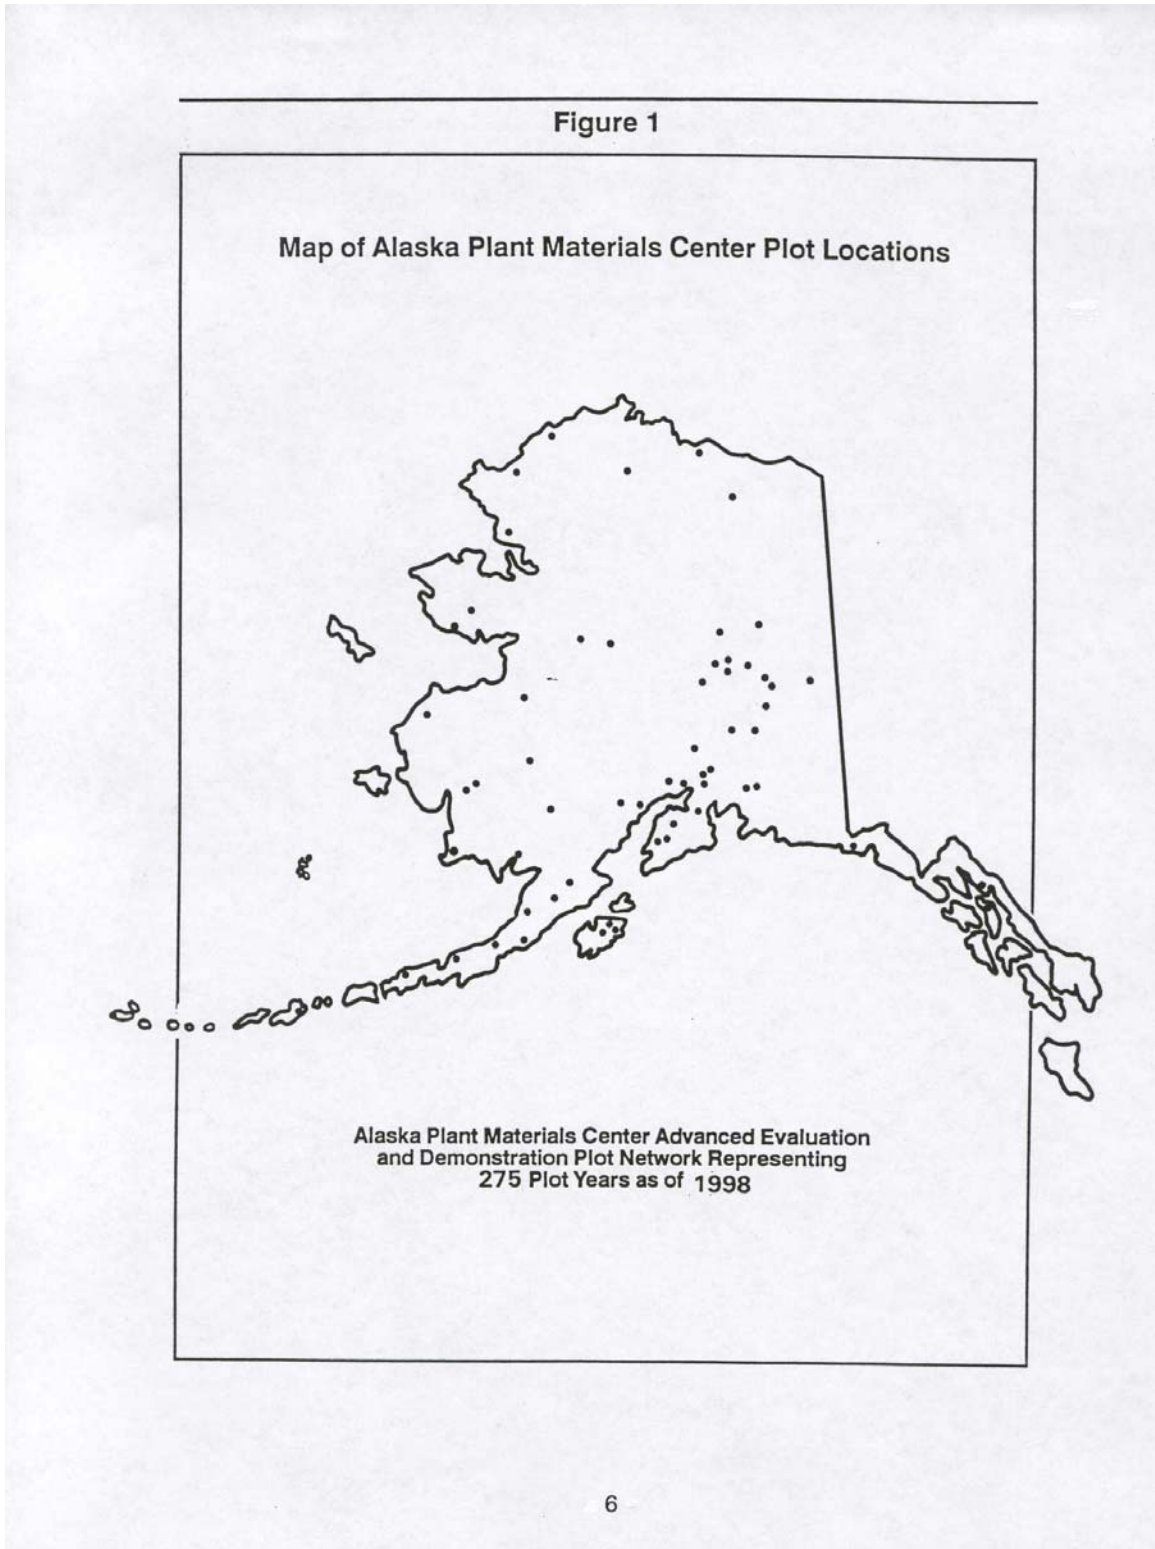 Figure 1
Map of Alaska Plant Materials Center Plot Locations
Alaska Plant Materials Center Advanced Evaluation
and Demonstration Plot Network Representing
275 Plot Years as of 1998
6